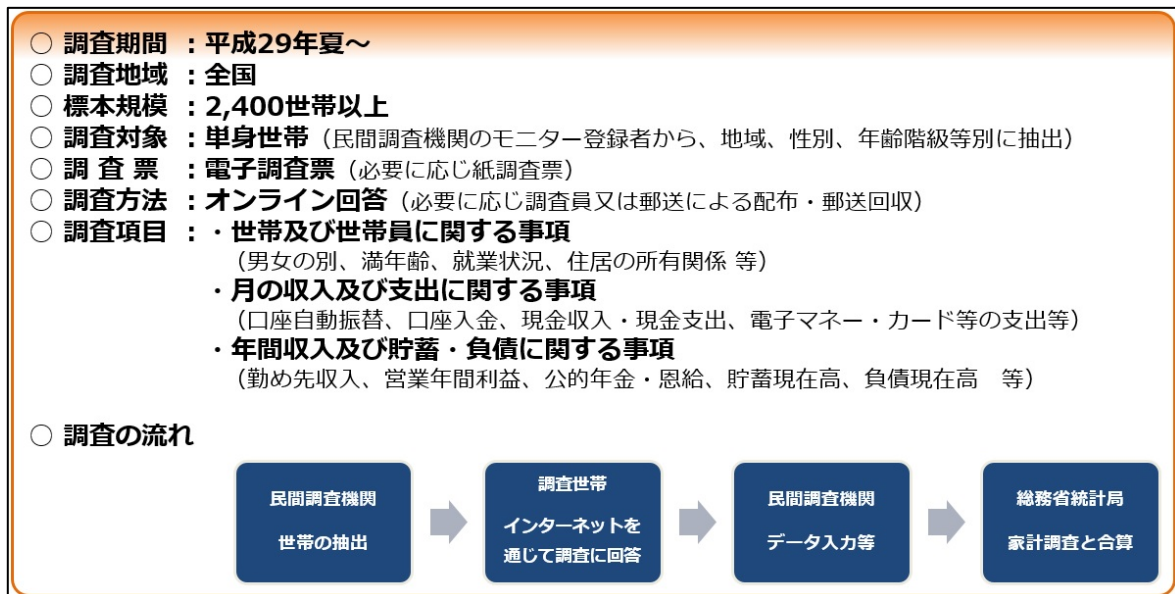 ○ 調査期間 ：平成29年夏～
○ 調査地域 ：全国
○ 標本規模 ：2,400世帯以上
○ 調査対象 ：単身世帯（民間調査機関のモニター登録者から、地域、性別、年齢階級等別に抽出）
○ 調 査 票 ：電子調査票（必要に応じ紙調査票）
○ 調査方法 ：オンライン回答（必要に応じ調査員又は郵送による配布・郵送回収）
○ 調査項目 ：・世帯及び世帯員に関する事項
（男女の別、満年齢、就業状況、住居の所有関係 等）
・月の収入及び支出に関する事項
（口座自動振替、口座入金、現金収入・現金支出、電子マネー・カード等の支出等）
・年間収入及び貯蓄・負債に関する事項
（勤め先収入、営業年間利益、公的年金・恩給、貯蓄現在高、負債現在高　等）
○ 調査の流れ
民間調査機関
世帯の抽出
調査世帯
インターネットを
通じて調査に回答
民間調査機関
データ入力等
総務省統計局
家計調査と合算